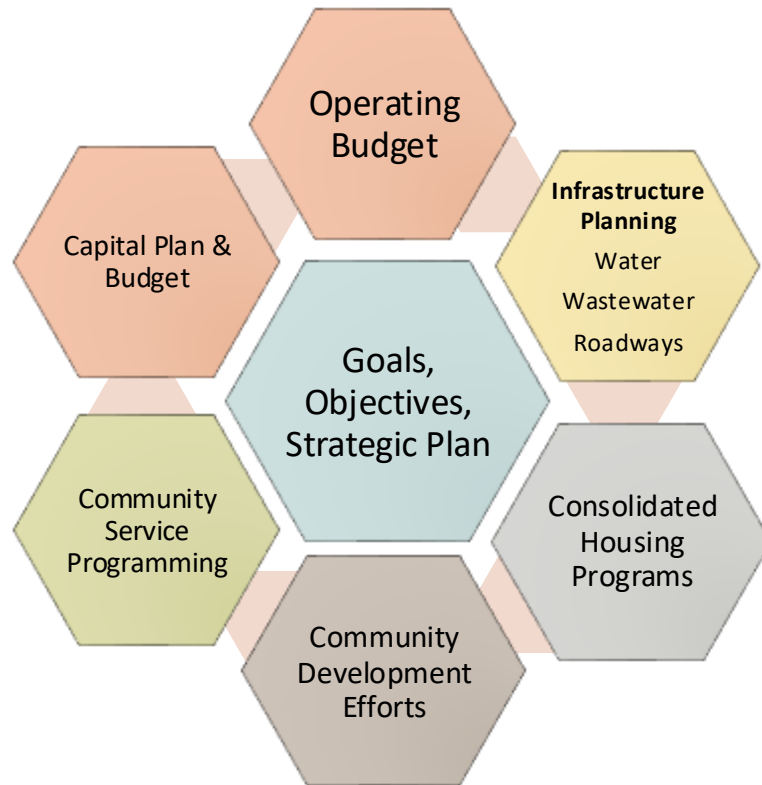 Operating
Budget
Infrastructure
Planning
Water
Wastewater
Roadways
Capital Plan &
Budget
Goals,
Objectives,
Strategic Plan
Community
Service
Programming
Consolidated
Housing
Programs
Community
Development
Efforts